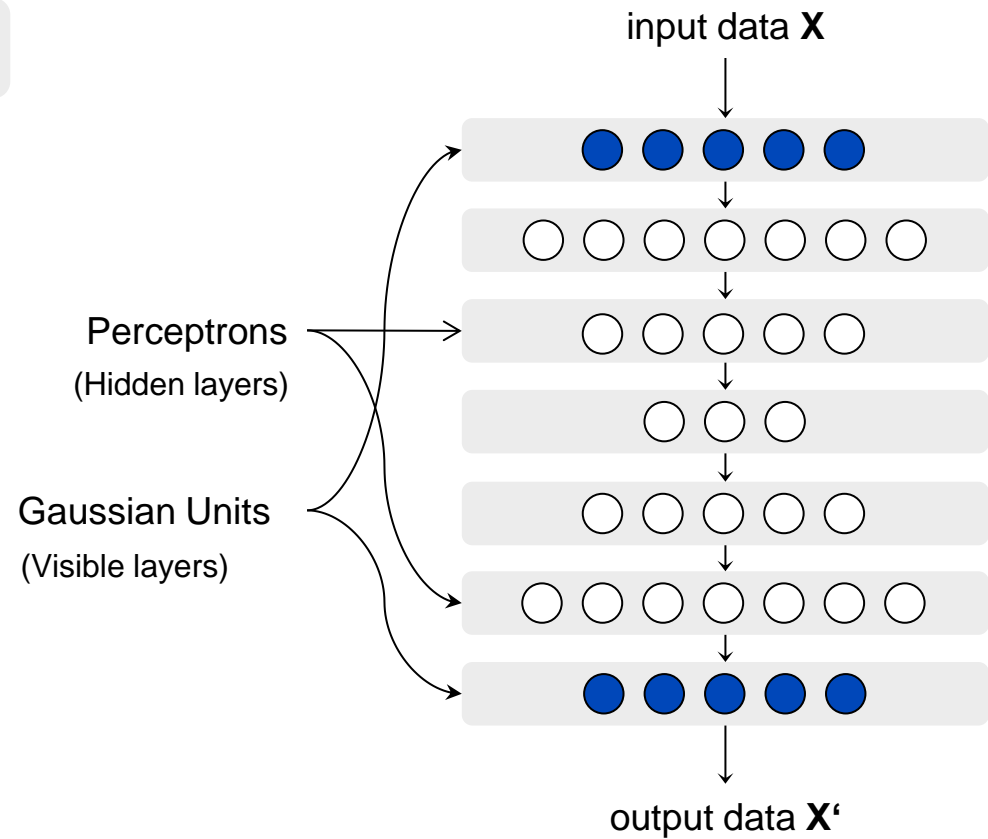 input data X
Perceptrons
(Hidden layers)
Gaussian Units
(Visible layers)
output data X‘